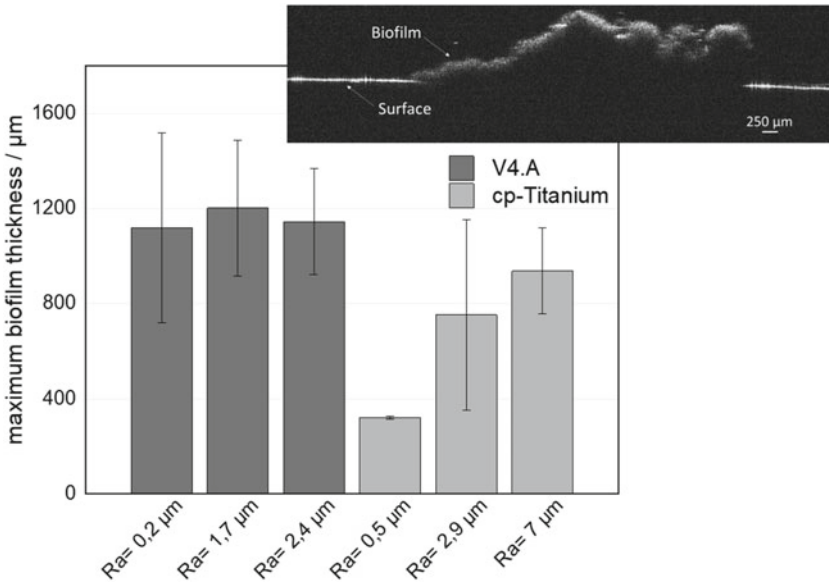 Biofilm
Surface
250 µm
maximum biofilm thickness / µm
1600
1200
800
400
0
V4.A
cp-Titanium
Ra= 0,2 µm
Ra= 1,7 µm
Ra= 2,4 µm
Ra= 0,5 µm
Ra= 2,9 µm
Ra= 7 µm